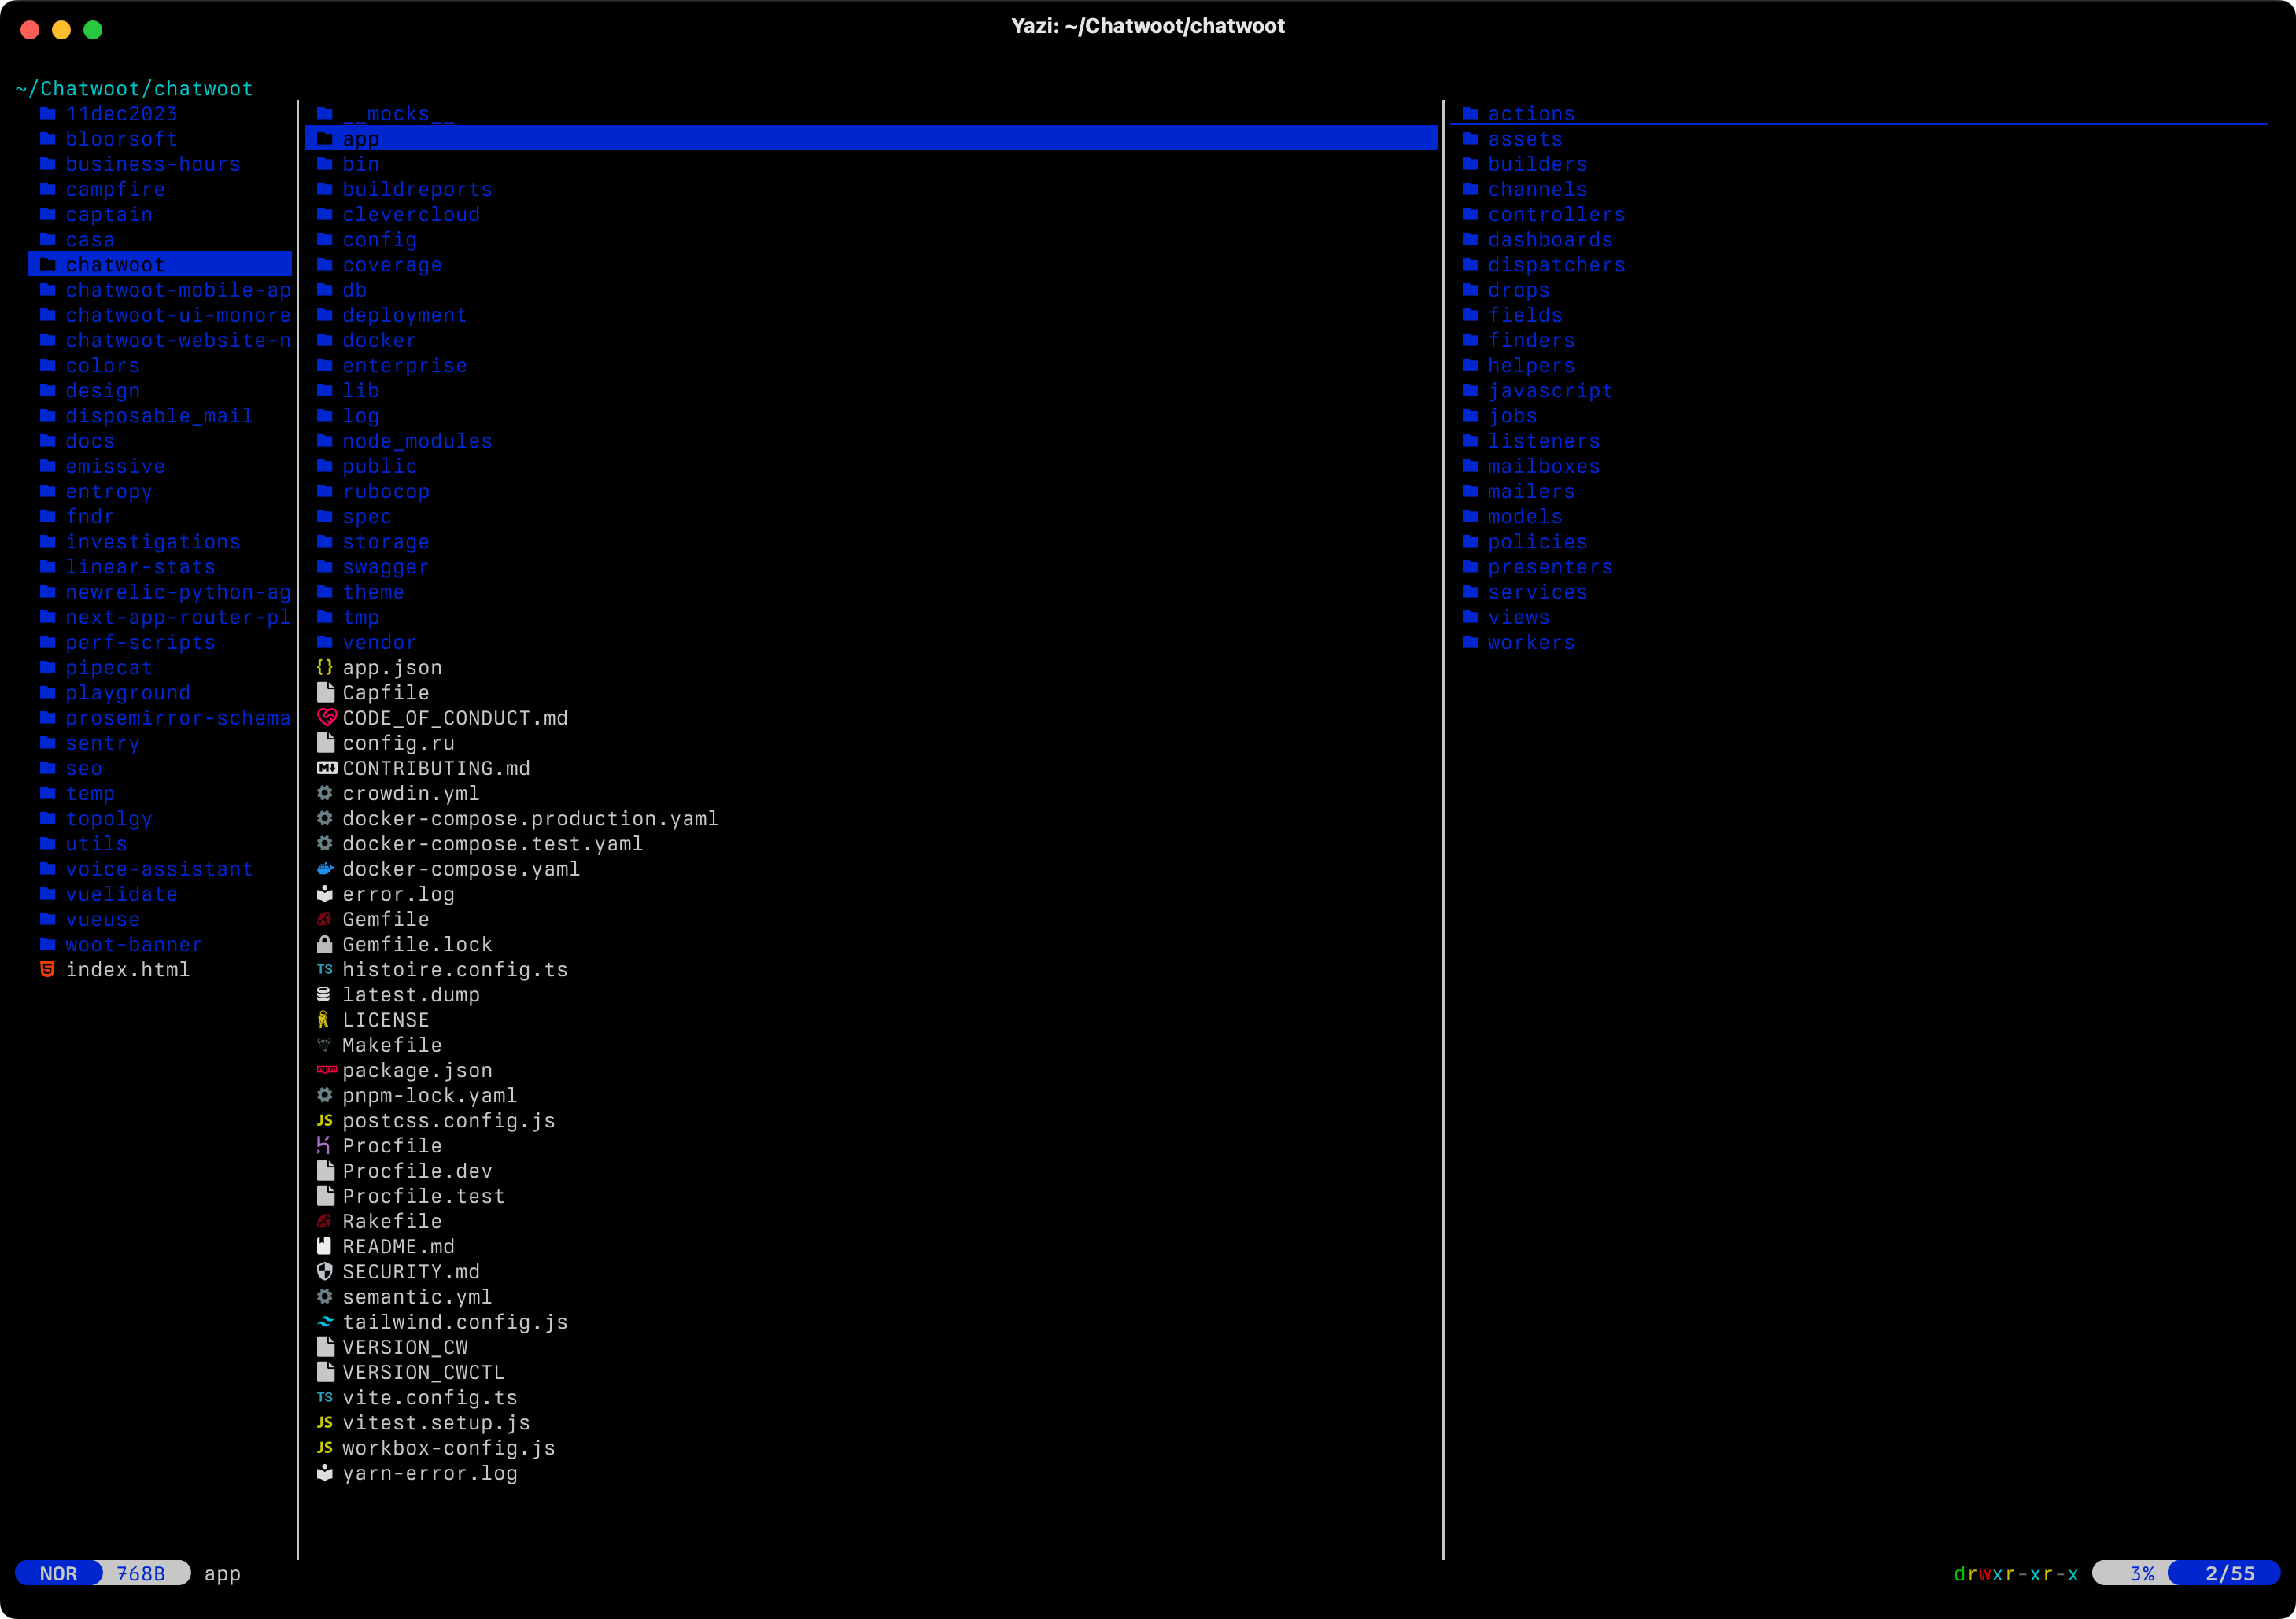 Yazi: ~/Chatwoot/chatwoot
~/Chatwoot/chatwoot
11dec2023
bloorsoft
business-hours
campfire
captain
casa
chatwoot
chatwoot-mobile-ap
chatwoot-ui-monore
chatwoot-website-n
colors
design
disposable_mail
docs
emissive
entropy
fndr
investigations
linear-stats
newrelic-python-ag
next-app-router-pl
perf-scripts
pipecat
playground
prosemirror-schema
sentry
seo
temp
topolgy
utils
voice-assistant
vuelidate
vueuse
woot-banner
index.html
__mocks__
app
bin
buildreports
clevercloud
config
coverage
db
deployment
docker
enterprise
lib
log
node_modules
public
rubocop
spec
storage
swagger
theme
tmp
vendor
app.json
Capfile
CODE_OF_CONDUCT.md
config.ru
CONTRIBUTING.md
crowdin.yml
docker-compose.production.yaml
docker-compose.test.yaml
docker-compose.yaml
error.log
Gemfile
Gemfile.lock
TS histoire.config.ts
latest.dump
LICENSE
Makefile
package.json
pnpm-lock.yaml
JS postcss.config.js
Procfile
Procfile.dev
Procfile.test
Rakefile
README.md
SECURITY.md
semantic.yml
tailwind.config.js
VERSION_CW
VERSION_CWCTL
TS vite.config.ts
JS vitest.setup.js
JS workbox-config.js
yarn-error.log
actions
assets
builders
channels
controllers
dashboards
dispatchers
drops
fields
finders
helpers
javascript
jobs
listeners
mailboxes
mailers
models
policies
presenters
services
views
workers
NOR 768B app drwxr-xr-x 3% 2/55